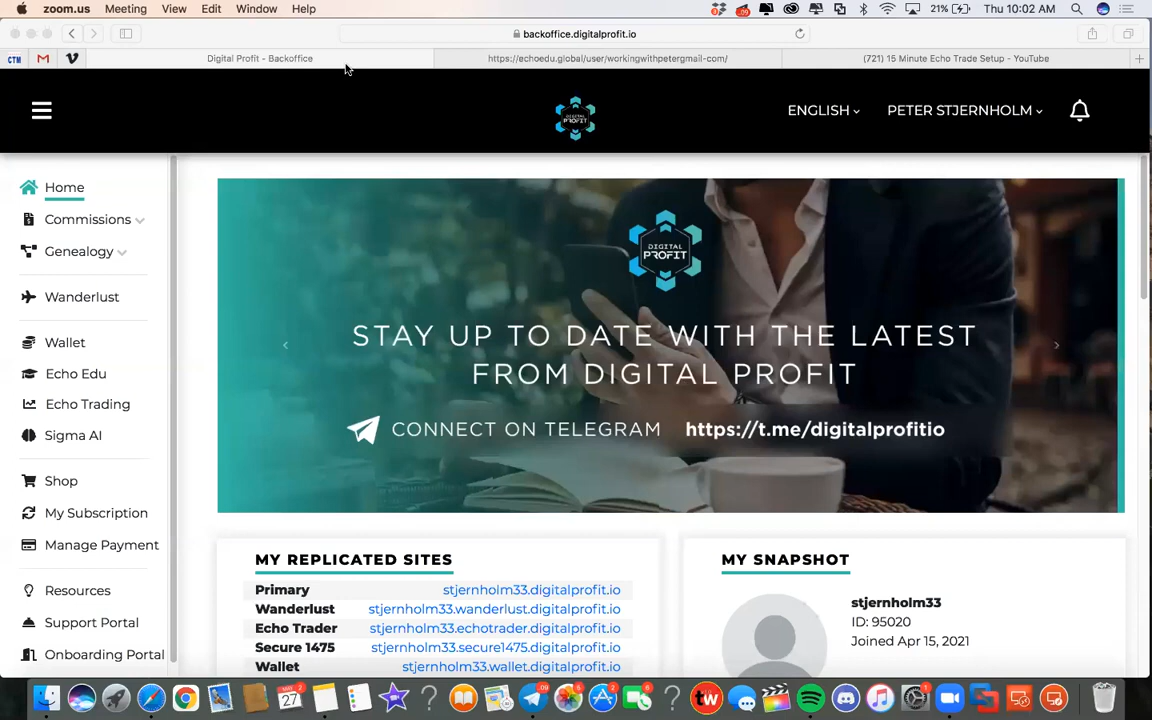 zoom.us Meeting View Edit Window Help 21% Thu 10:02 AM
backoffice.digitalprofit.io
CTM Digital Profit - Backoffice https://echoedu.global/user/workingwithpetergmail-com/ (721) 15 Minute Echo Trade Setup - YouTube
DIGITAL PROFIT ENGLISH PETER STJERNHOLM
Home
Commissions
Genealogy
Wanderlust
Wallet
Echo Edu
Echo Trading
Sigma AI
Shop
My Subscription
Manage Payment
Resources
Support Portal
Onboarding Portal
DIGITAL
PROFIT
STAY UP TO DATE WITH THE LATEST
FROM DIGITAL PROFIT
CONNECT ON TELEGRAM https://t.me/digitalprofitio
MY REPLICATED SITES
Primary stjernholm33.digitalprofit.io
Wanderlust stjernholm33.wanderlust.digitalprofit.io
Echo Trader stjernholm33.echotrader.digitalprofit.io
Secure 1475 stjernholm33.secure1475.digitalprofit.io
Wallet stjernholm33.wallet.digitalprofit.io
MY SNAPSHOT
stjernholm33
ID: 95020
Joined Apr 15, 2021
27
tw